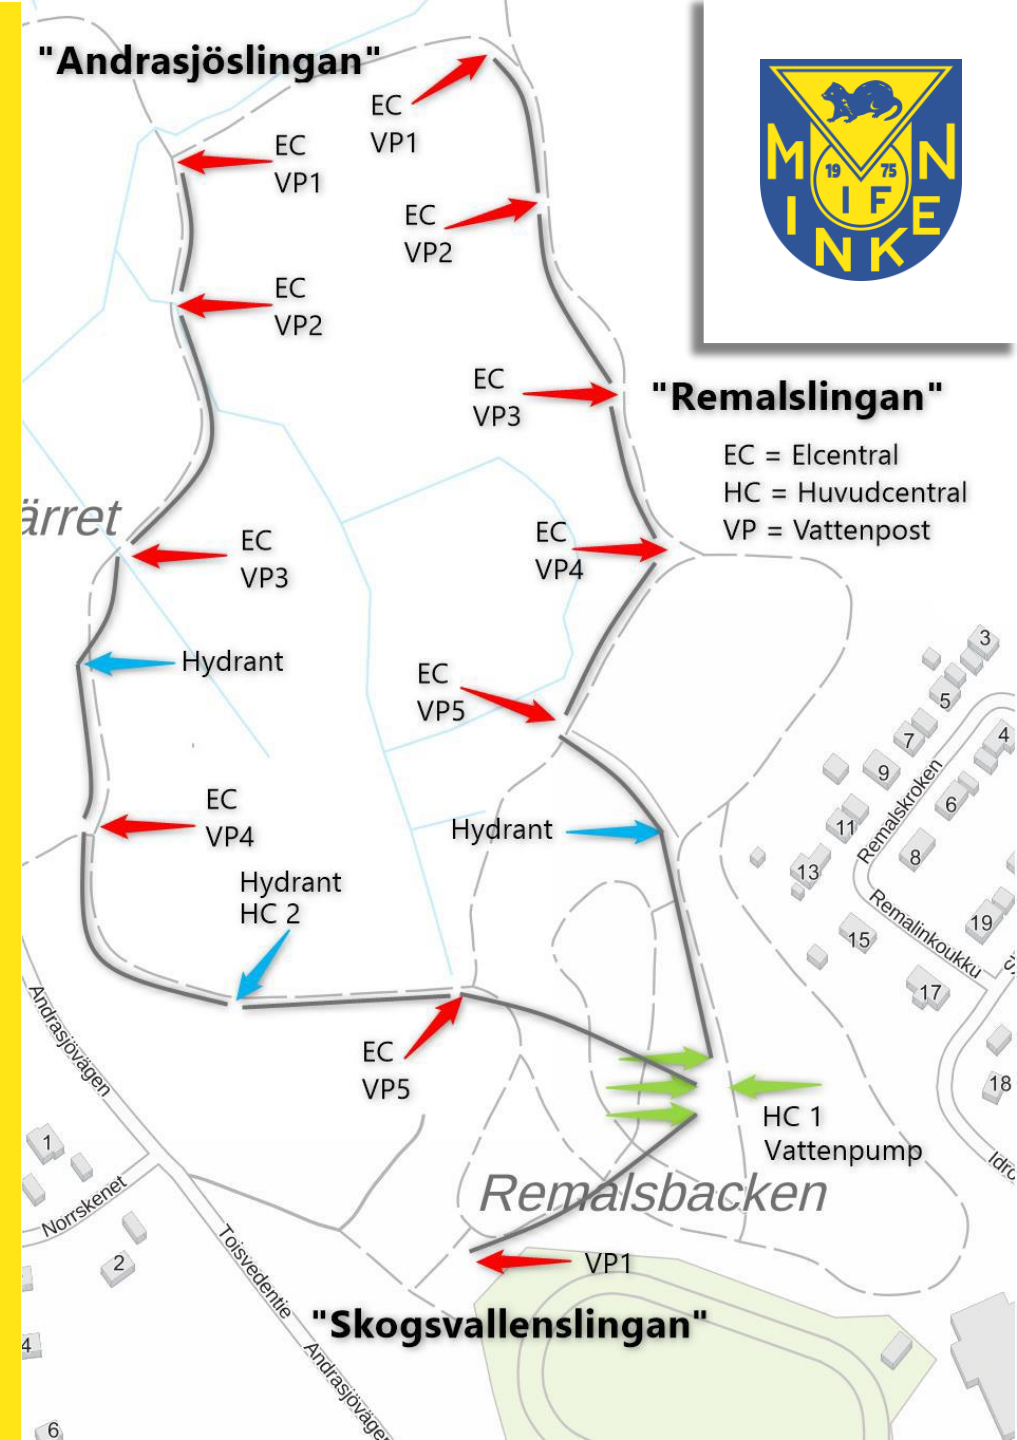 "Andrasjöslingan"
EC
VP1
EC
VP1
EC
VP2
EC
VP2
M INKEN
19 75
IF
EC
VP3
"Remalslingan"
EC = Elcentral
HC = Huvudcentral
VP = Vattenpost
ärret
EC
VP3
EC
VP4
Hydrant
EC
VP5
3
5
7
4
9
6
11
8
13
Remalskroken
EC
VP4
Hydrant
Hydrant
HC 2
Remalinkoukku
19
15
17
Andrasjövägen
EC
VP5
18
HC 1
Vattenpump
1
Idro
Norrskenet
Remalsbacken
2
Toisvedentie
VP1
"Skogsvallenslingan"
4
Andrasjöväge
6